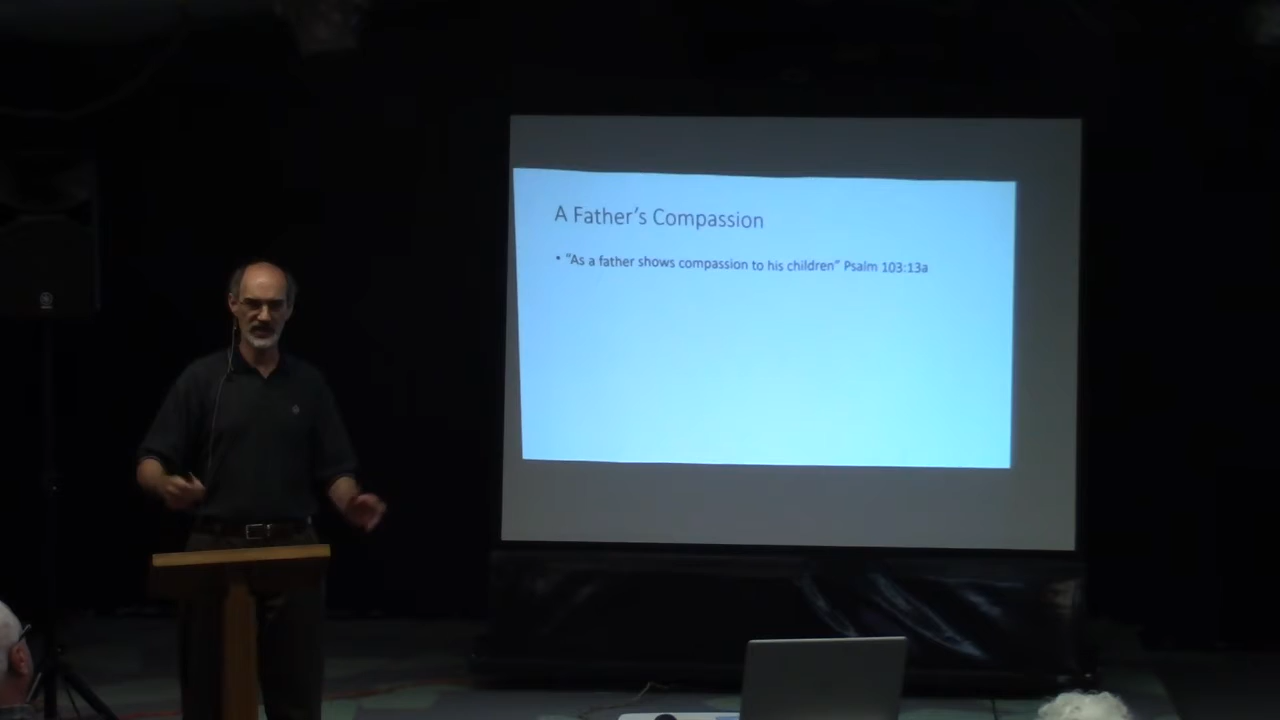 A Father’s Compassion
• “As a father shows compassion to his children” Psalm 103:13a